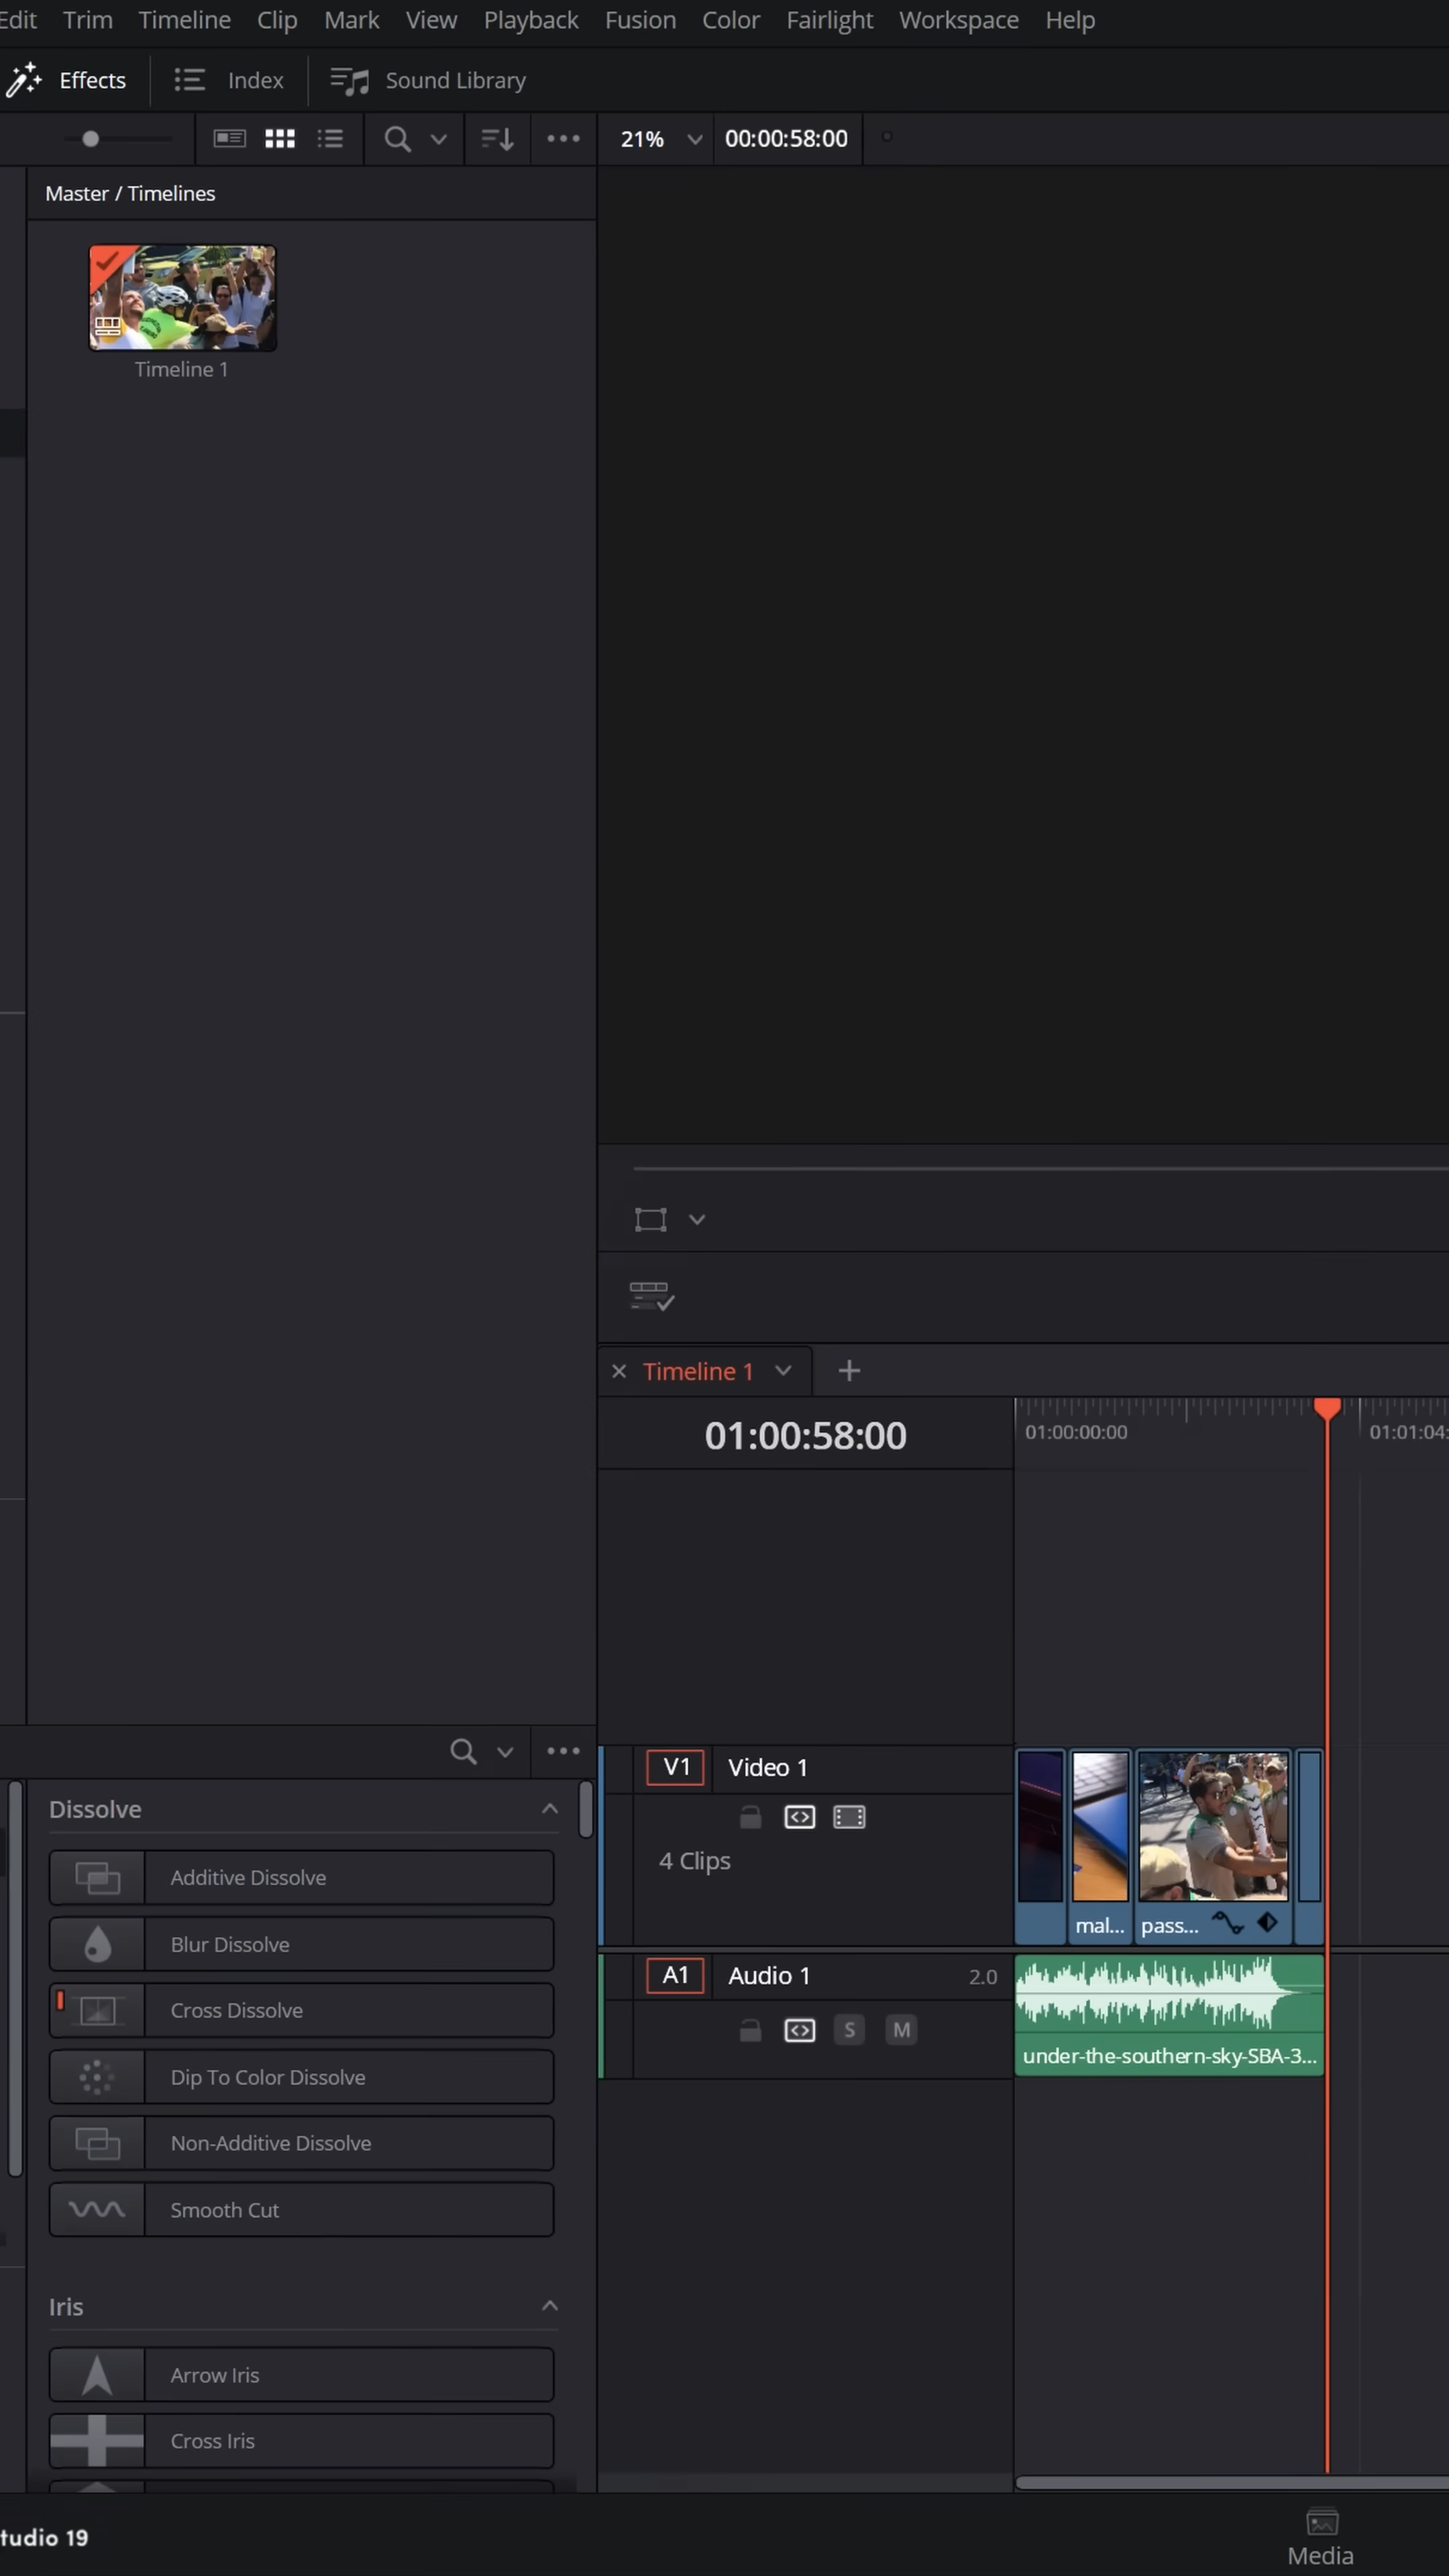 Edit Trim Timeline Clip Mark View Playback Fusion Color Fairlight Workspace Help
Effects Index Sound Library
21% 00:00:58:00
Master / Timelines
Timeline 1
Timeline 1
01:00:58:00
01:00:00:00 01:01:04:
V1 Video 1
4 Clips
mal... pass...
A1 Audio 1 2.0
S M
under-the-southern-sky-SBA-3...
Dissolve
Additive Dissolve
Blur Dissolve
Cross Dissolve
Dip To Color Dissolve
Non-Additive Dissolve
Smooth Cut
Iris
Arrow Iris
Cross Iris
tudio 19
Media